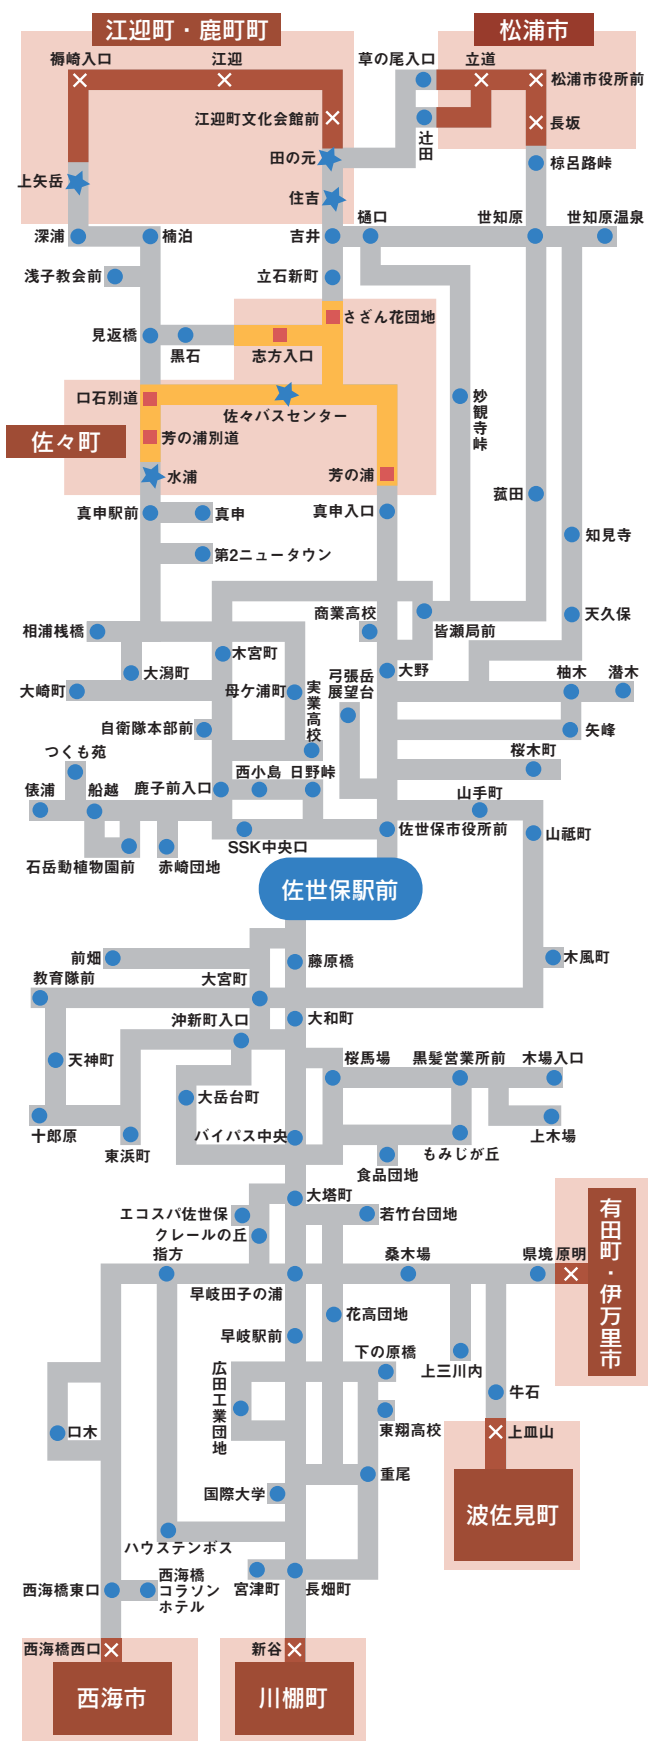 江迎町・鹿町町
松浦市
褥崎入口
江迎
草の尾入口
立道
松浦市役所前
江迎町文化会館前
長坂
辻田
田の元
椋呂路峠
上矢岳
住吉
樋口
世知原
世知原温泉
深浦
楠泊
吉井
浅子教会前
立石新町
さざん花団地
見返橋
黒石
志方入口
口石別道
佐々バスセンター
妙観寺峠
佐々町
芳の浦別道
水浦
芳の浦
菰田
真申駅前
真申
真申入口
知見寺
第2ニュータウン
商業高校
皆瀬局前
天久保
相浦桟橋
木宮町
大潟町
大野
弓張岳
展望台
柚木
潜木
大崎町
母ケ浦町
実業高校
自衛隊本部前
矢峰
つくも苑
桜木町
俵浦
船越
鹿子前入口
西小島
日野峠
山手町
SSK中央口
佐世保市役所前
山祗町
石岳動植物園前
赤崎団地
佐世保駅前
前畑
藤原橋
木風町
教育隊前
大宮町
沖新町入口
大和町
天神町
桜馬場
黒髪営業所前
木場入口
大岳台町
十郎原
東浜町
バイパス中央
上木場
もみじが丘
食品団地
大塔町
エコスパ佐世保
若竹台団地
クレールの丘
有田町・伊万里市
指方
桑木場
県境
原明
早岐田子の浦
花高団地
早岐駅前
下の原橋
上三川内
広田工業団地
牛石
口木
東翔高校
上皿山
重尾
国際大学
波佐見町
ハウステンボス
西海橋東口
西海橋
コラソン
ホテル
宮津町
長畑町
西海橋西口
新谷
西海市
川棚町